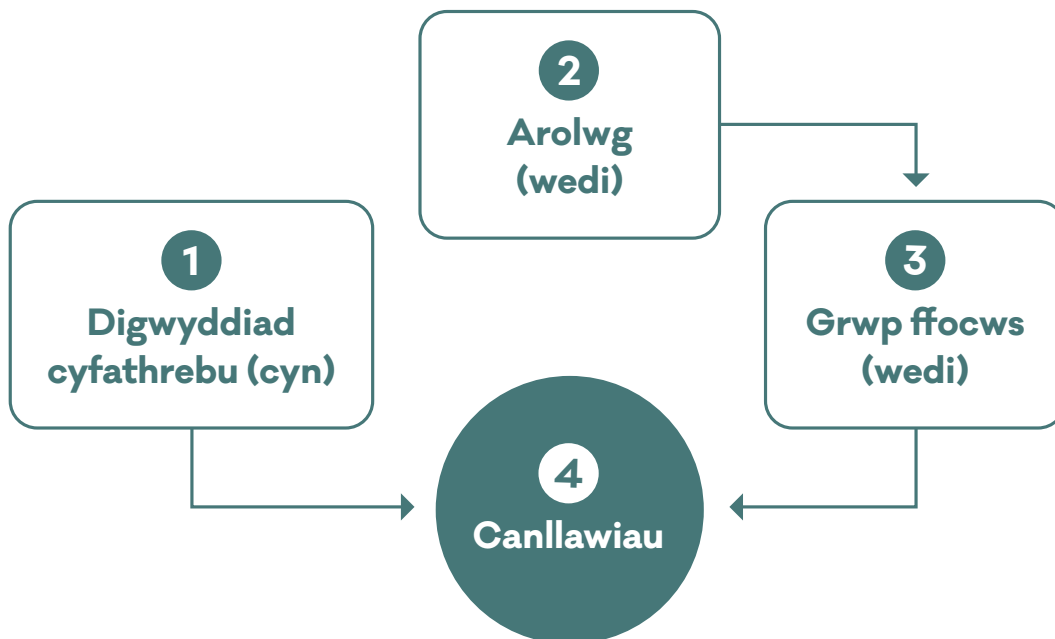 1
Digwyddiad
cyfathrebu (cyn)
2
Arolwg
(wedi)
3
Grwp ffocws
(wedi)
4
Canllawiau